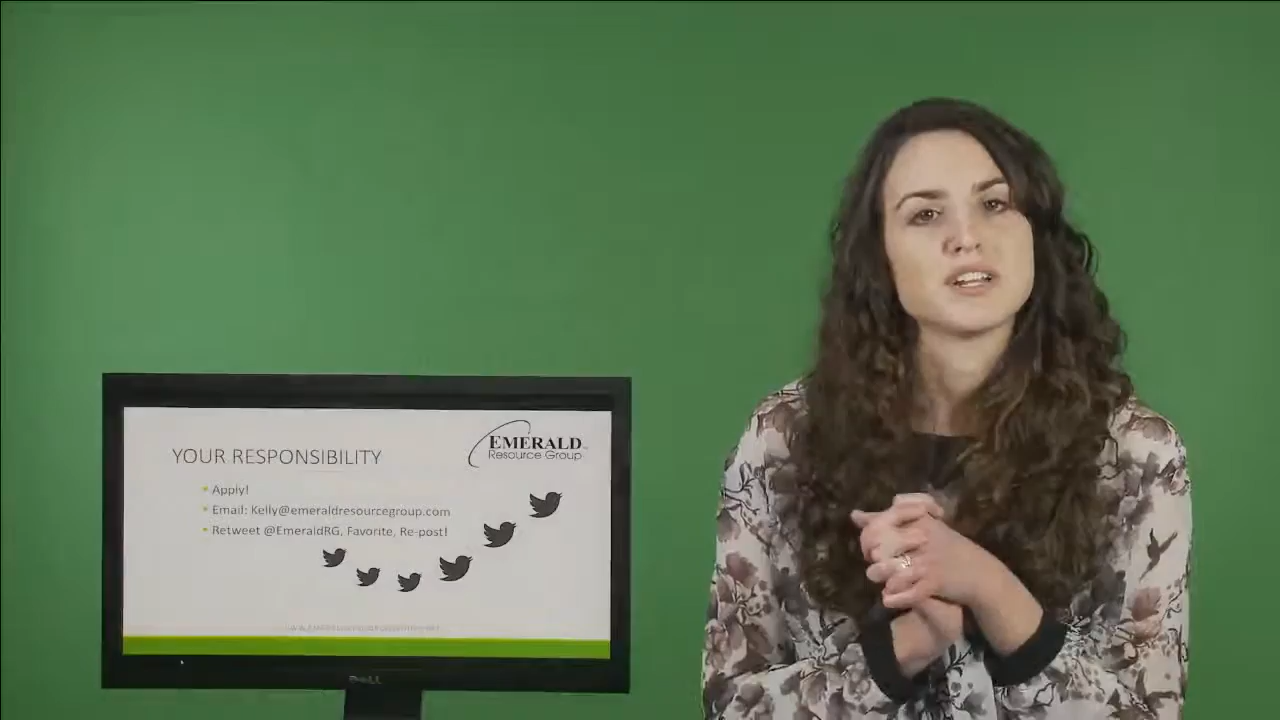 EMERALD
Resource Group
YOUR RESPONSIBILITY
Apply!
Email: Kelly@emeraldresourcegroup.com
Retweet @EmeraldRG, Favorite, Re-post!
DELL